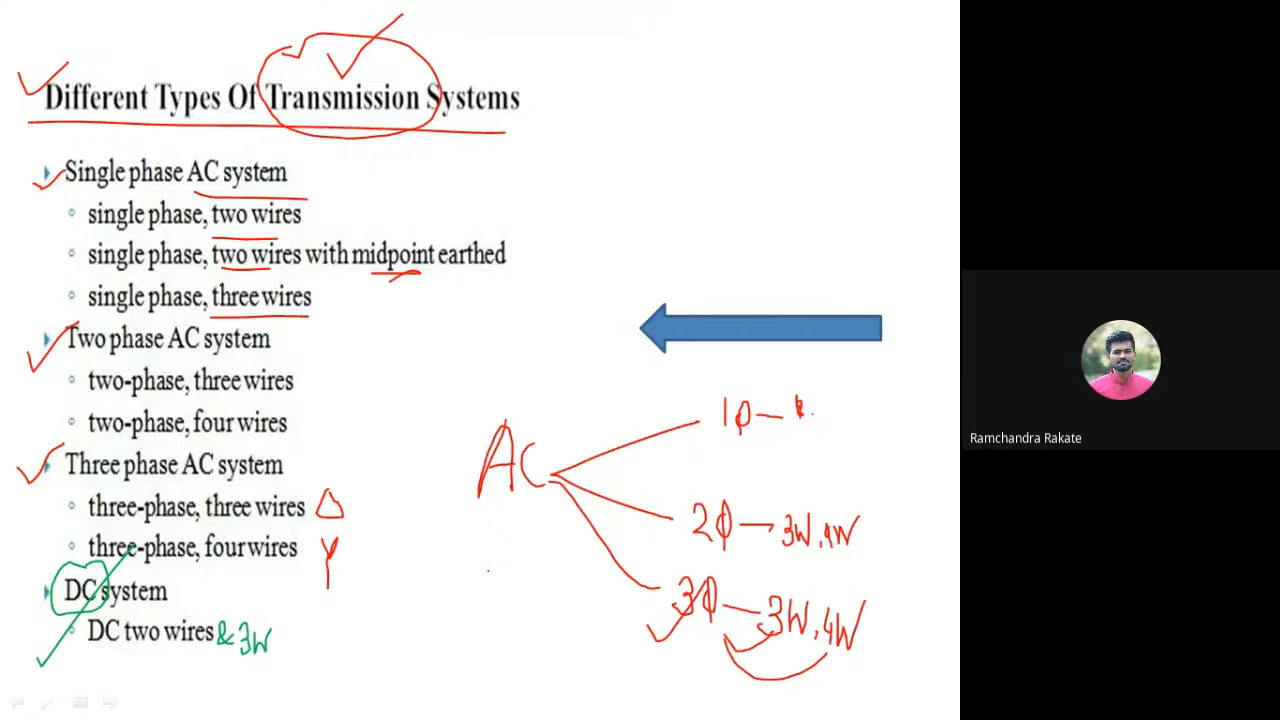 Different Types Of Transmission Systems
Single phase AC system
single phase, two wires
single phase, two wires with midpoint earthed
single phase, three wires
Two phase AC system
two-phase, three wires
two-phase, four wires
Three phase AC system
three-phase, three wires Δ
three-phase, four wires Y
DC system
DC two wires & 3W
AC
1ϕ —
2ϕ — 3W, 4W
3ϕ — 3W, 4W
Ramchandra Rakate